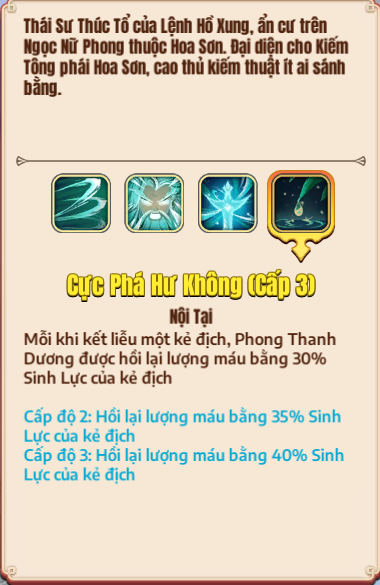 Thái Sư Thúc Tổ của Lệnh Hồ Xung, ẩn cư trên
Ngọc Nữ Phong thuộc Hoa Sơn. Đại diện cho Kiếm
Tông phái Hoa Sơn, cao thủ kiếm thuật ít ai sánh
bằng.
Cực Phá Hư Không (Cấp 3)
Nội Tại
Mỗi khi kết liễu một kẻ địch, Phong Thanh
Dương được hồi lại lượng máu bằng 30%
Sinh Lực của kẻ địch
Cấp độ 2: Hồi lại lượng máu bằng 35% Sinh
Lực của kẻ địch
Cấp độ 3: Hồi lại lượng máu bằng 40% Sinh
Lực của kẻ địch